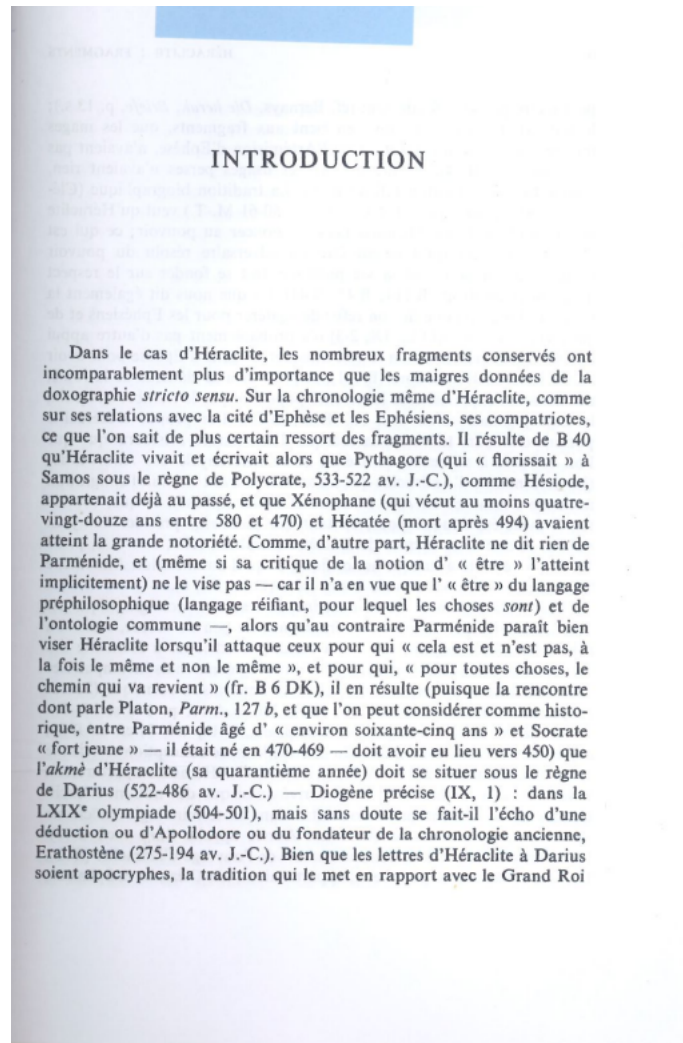 INTRODUCTION
Dans le cas d'Héraclite, les nombreux fragments conservés ont
incomparablement plus d'importance que les maigres données de la
doxographie stricto sensu. Sur la chronologie même d'Héraclite, comme
sur ses relations avec la cité d'Ephèse et les Ephésiens, ses compatriotes,
ce que l'on sait de plus certain ressort des fragments. Il résulte de B 40
qu'Héraclite vivait et écrivait alors que Pythagore (qui « florissait » à
Samos sous le règne de Polycrate, 533-522 av. J.-C.), comme Hésiode,
appartenait déjà au passé, et que Xénophane (qui vécut au moins quatre-
vingt-douze ans entre 580 et 470) et Hécatée (mort après 494) avaient
atteint la grande notoriété. Comme, d'autre part, Héraclite ne dit rien de
Parménide, et (même si sa critique de la notion d' « être » l'atteint
implicitement) ne le vise pas — car il n'a en vue que l' « être » du langage
préphilosophique (langage réifiant, pour lequel les choses sont) et de
l'ontologie commune —, alors qu'au contraire Parménide paraît bien
viser Héraclite lorsqu'il attaque ceux pour qui « cela est et n'est pas, à
la fois le même et non le même », et pour qui, « pour toutes choses, le
chemin qui va revient » (fr. B 6 DK), il en résulte (puisque la rencontre
dont parle Platon, Parm., 127 b, et que l'on peut considérer comme histo-
rique, entre Parménide âgé d' « environ soixante-cinq ans » et Socrate
« fort jeune » — il était né en 470-469 — doit avoir eu lieu vers 450) que
l'akmè d'Héraclite (sa quarantième année) doit se situer sous le règne
de Darius (522-486 av. J.-C.) — Diogène précise (IX, 1) : dans la
LXIXe olympiade (504-501), mais sans doute se fait-il l'écho d'une
déduction ou d'Apollodore ou du fondateur de la chronologie ancienne,
Erathostène (275-194 av. J.-C.). Bien que les lettres d'Héraclite à Darius
soient apocryphes, la tradition qui le met en rapport avec le Grand Roi